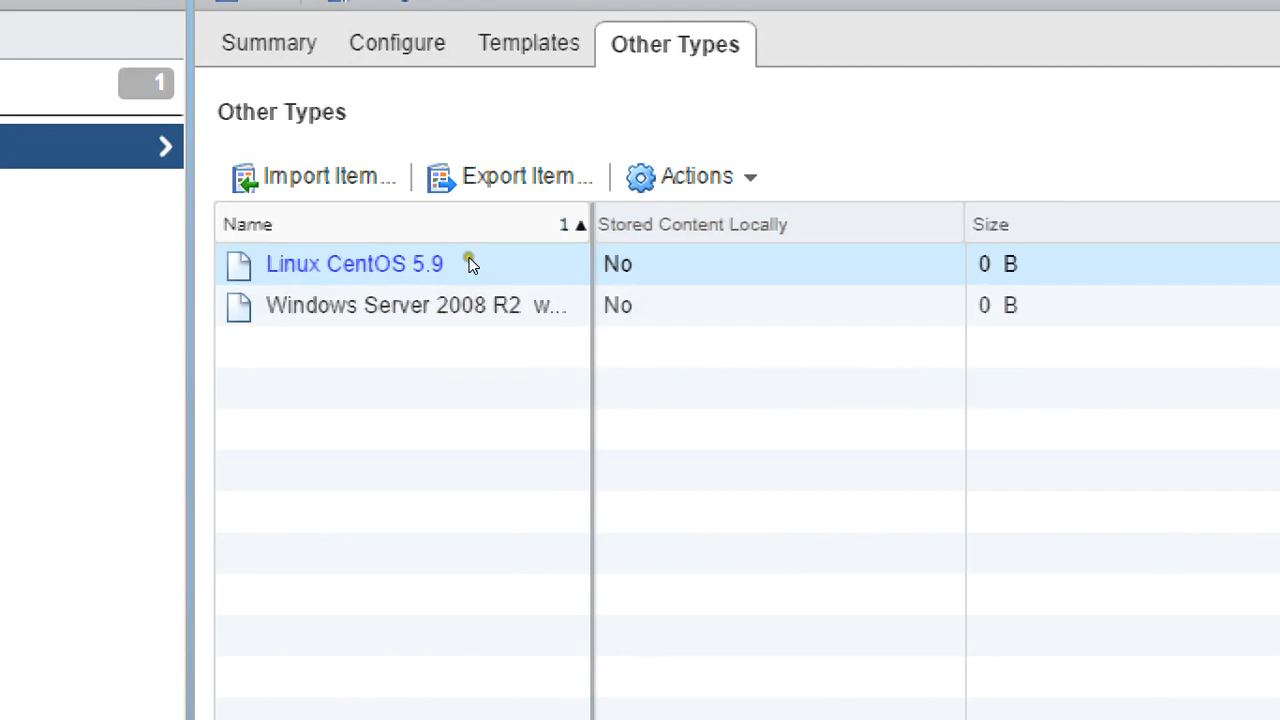 Summary Configure Templates Other Types
1
Other Types
Import Item... Export Item... Actions
Name 1 Stored Content Locally Size
Linux CentOS 5.9 No 0 B
Windows Server 2008 R2 w... No 0 B